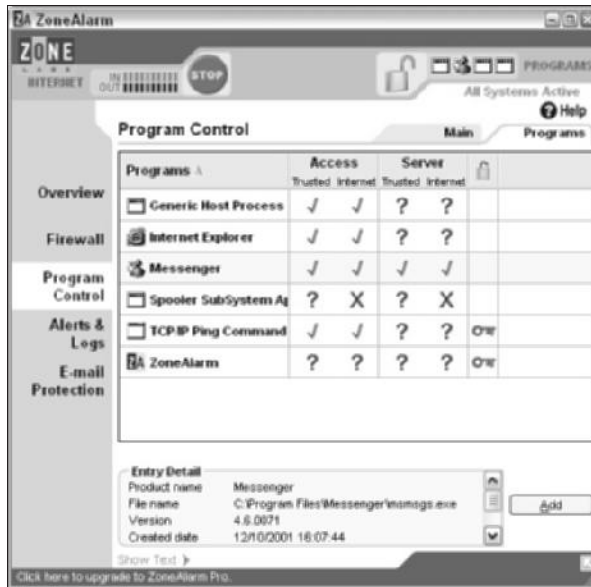 ZA ZoneAlarm
ZONE
LABS
INTERNET
IN
OUT
STOP
PROGRAMS
All Systems Active
Help
Program Control
Main
Programs
Programs
Access
Server
Trusted Internet Trusted Internet
Overview
Firewall
Program
Control
Alerts &
Logs
E-mail
Protection
Generic Host Process
Internet Explorer
Messenger
Spooler SubSystem Ap
TCP/IP Ping Command
ZA ZoneAlarm
Entry Detail
Product name Messenger
File name C:\Program Files\Messenger\msmsgs.exe
Version 4.6.0071
Created date 12/10/2001 16:07:44
Add
Show Text
Click here to upgrade to ZoneAlarm Pro.